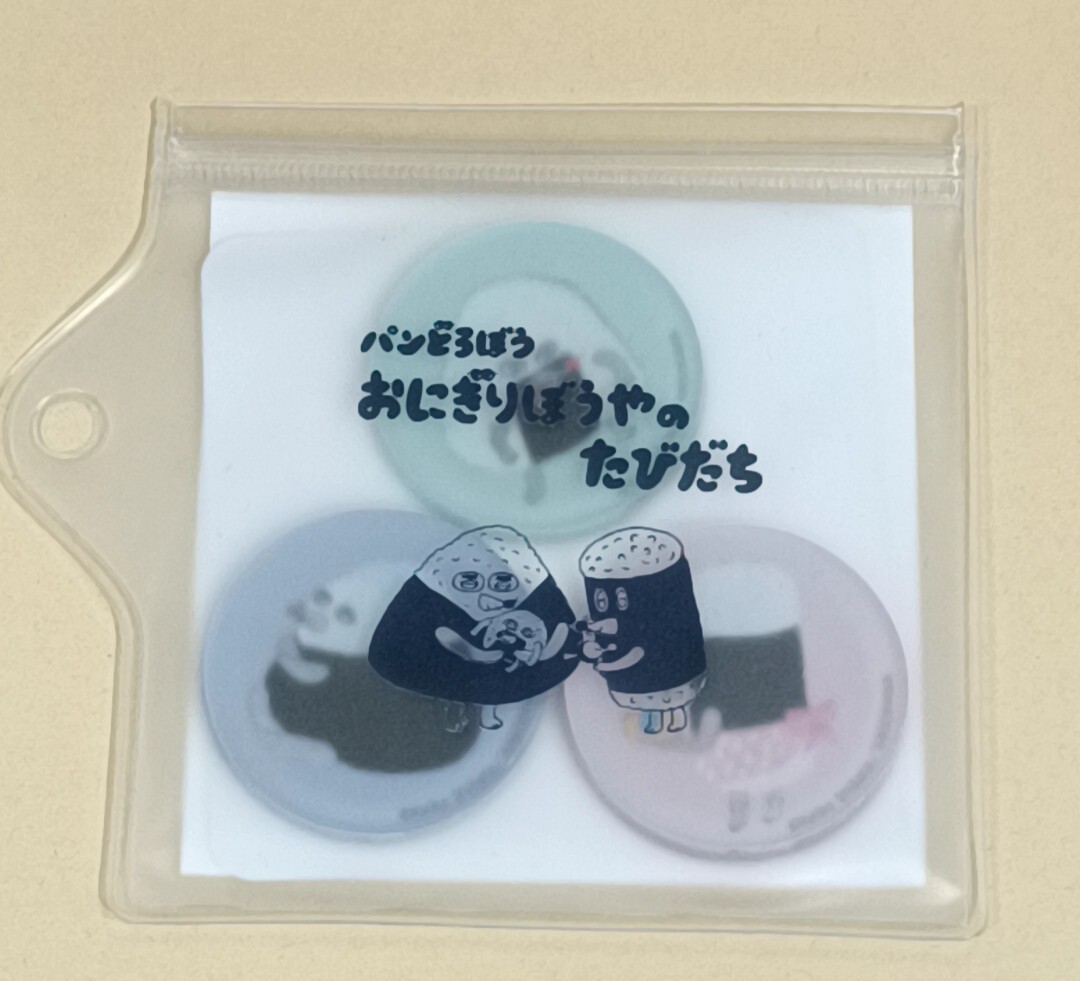 パンどろぼう
おにぎりぼうやの
たびだち